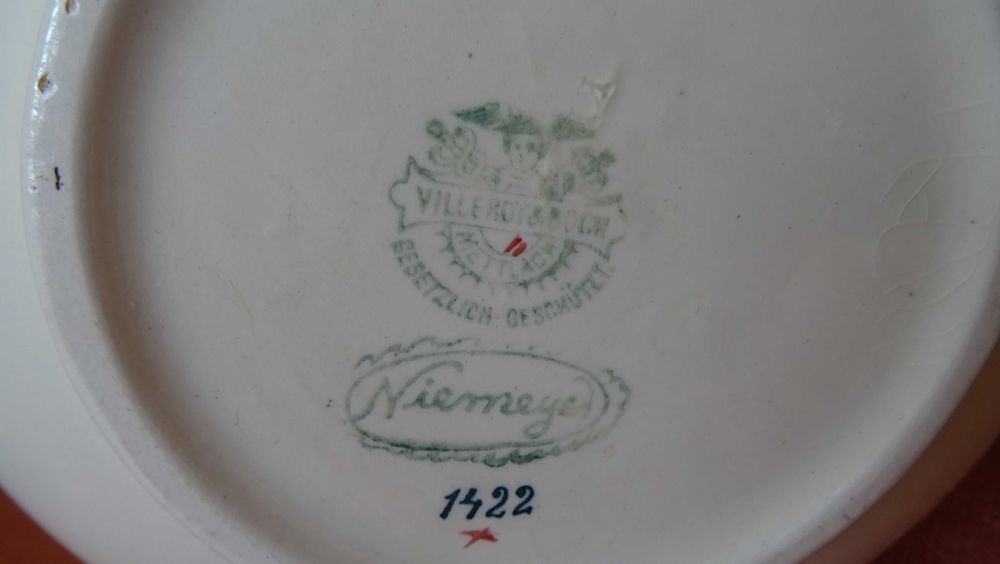 VILLEROY & BOCH
METTLACH
GESETZLICH·GESCHÜTZT.
Niemeyer
1422